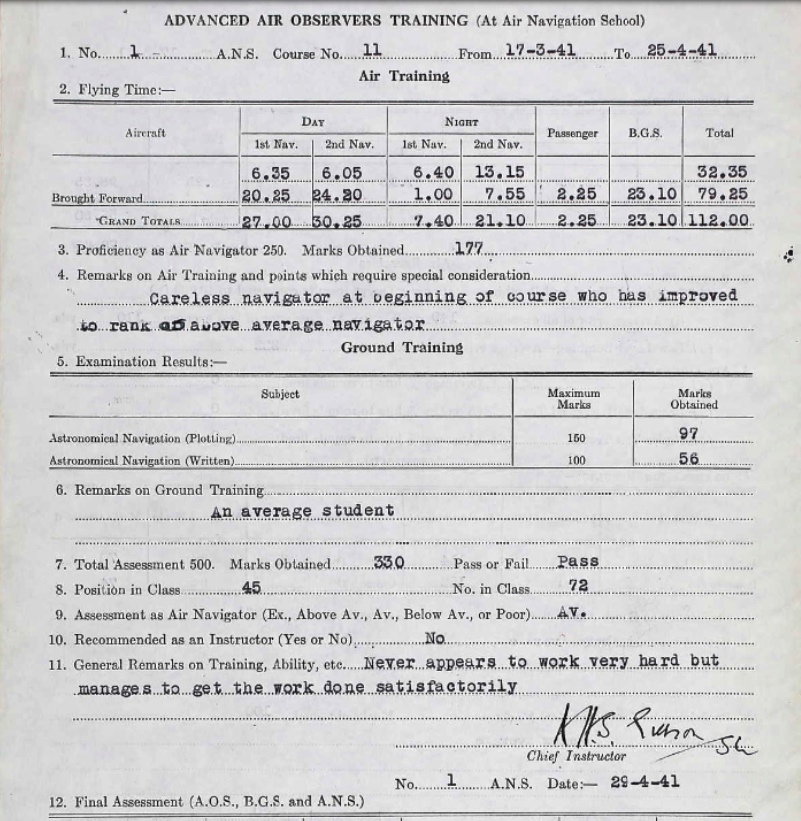 ADVANCED AIR OBSERVERS TRAINING (At Air Navigation School)
1. No. 1 A.N.S. Course No. 11 From 17-3-41 To 25-4-41
Air Training
2. Flying Time:—
Aircraft DAY NIGHT Passenger B.G.S. Total
1st Nav. 2nd Nav. 1st Nav. 2nd Nav.
6.35 6.05 6.40 13.15 32.35
Brought Forward 20.25 24.20 1.00 7.55 2.25 23.10 79.25
GRAND TOTALS 27.00 30.25 7.40 21.10 2.25 23.10 112.00
3. Proficiency as Air Navigator 250. Marks Obtained 177
4. Remarks on Air Training and points which require special consideration
Careless navigator at beginning of course who has improved
to rank as above average navigator
Ground Training
5. Examination Results:—
Subject Maximum Marks Marks Obtained
Astronomical Navigation (Plotting) 150 97
Astronomical Navigation (Written) 100 56
6. Remarks on Ground Training
An average student
7. Total Assessment 500. Marks Obtained 330 Pass or Fail Pass
8. Position in Class 45 No. in Class 72
9. Assessment as Air Navigator (Ex., Above Av., Av., Below Av., or Poor) Av.
10. Recommended as an Instructor (Yes or No) No
11. General Remarks on Training, Ability, etc. Never appears to work very hard but
manages to get the work done satisfactorily
Chief Instructor
No. 1 A.N.S. Date:— 29-4-41
12. Final Assessment (A.O.S., B.G.S. and A.N.S.)